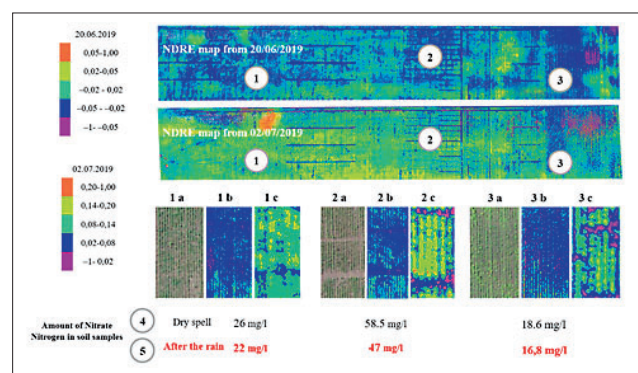 20.06.2019
0,05-1,00
0,02-0,05
-0,02 - 0,02
-0,05 - -0,02
-1- -0,05
NDRE map from 20/06/2019
1
2
3
NDRE map from 02/07/2019
1
2
3
02.07.2019
0,20-1,00
0,14-0,20
0,08-0,14
0,02-0,08
-1- 0,02
1 a
1 b
1 c
2 a
2 b
2 c
3 a
3 b
3 c
Amount of Nitrate
Nitrogen in soil samples
4
Dry spell
26 mg/l
58.5 mg/l
18.6 mg/l
5
After the rain
22 mg/l
47 mg/l
16,8 mg/l